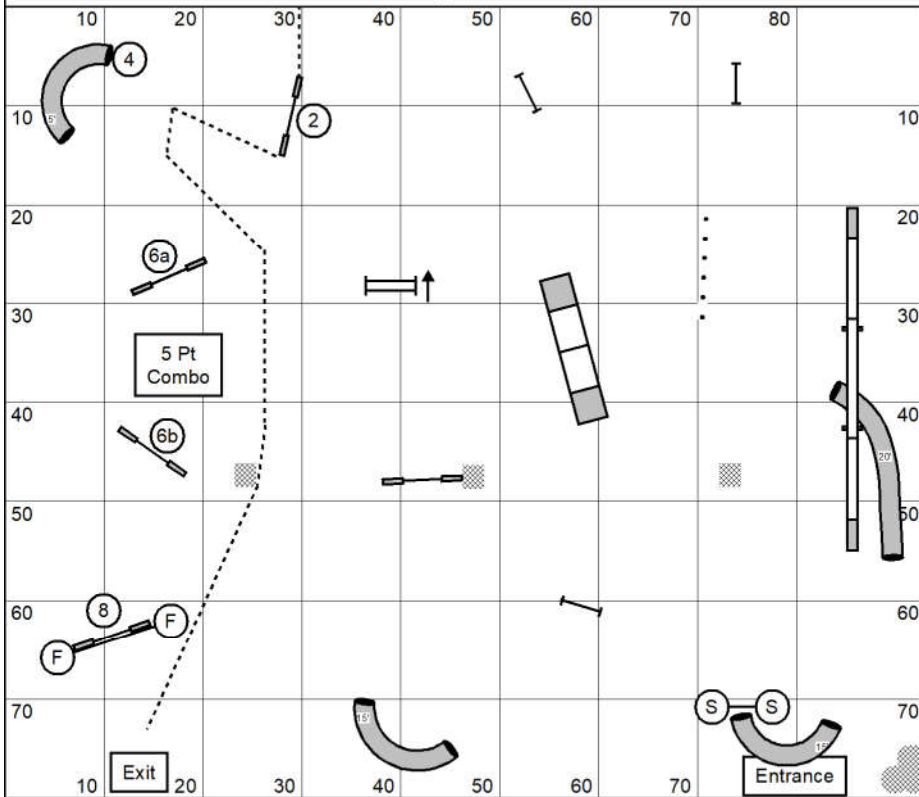 10 20 30 40 50 60 70 80
4
5'
10 2 10
20 20
6a
30 30
5 Pt
Combo
40 40
6b
20'
50 50
60 8 60
F F
70 15' S S 70
15'
Exit Entrance
10 20 30 40 50 60 70